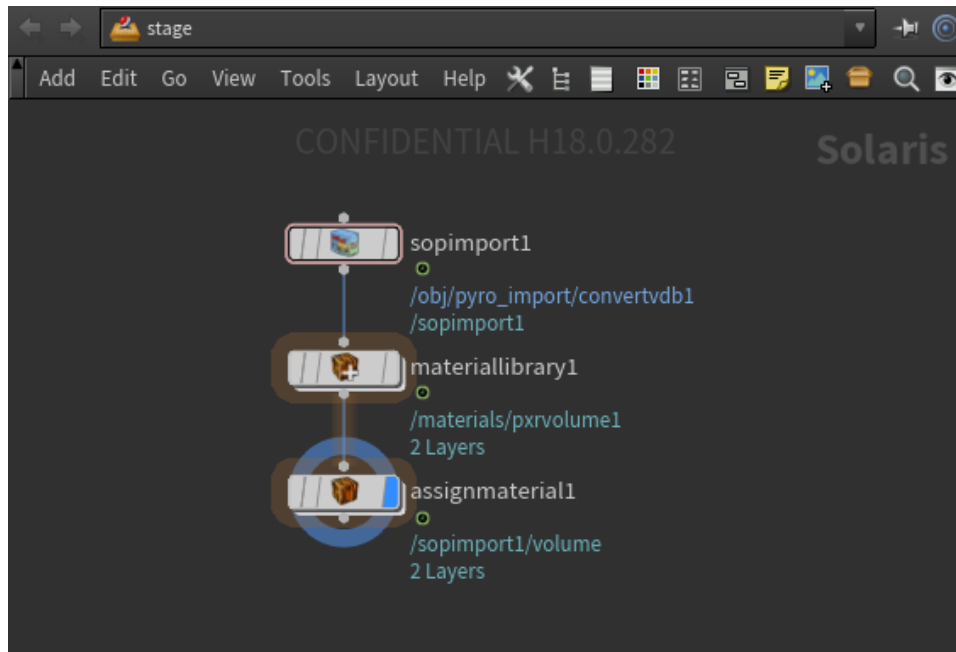 stage
Add Edit Go View Tools Layout Help
CONFIDENTIAL H18.0.282
Solaris
sopimport1
/obj/pyro_import/convertvdb1
/sopimport1
materiallibrary1
/materials/pxrvolume1
2 Layers
assignmaterial1
/sopimport1/volume
2 Layers